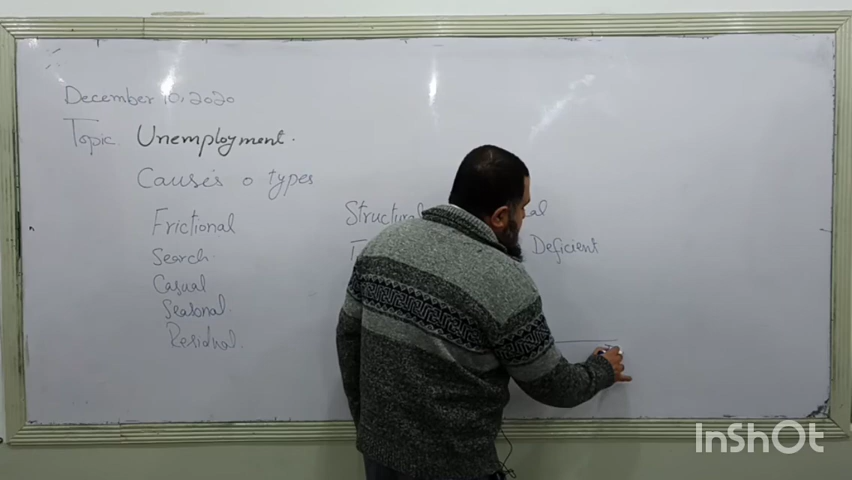 December 10, 2020
Topic Unemployment.
Causes o types
Frictional Structural
Search Deficient
Casual
Seasonal
Residual
InShOt